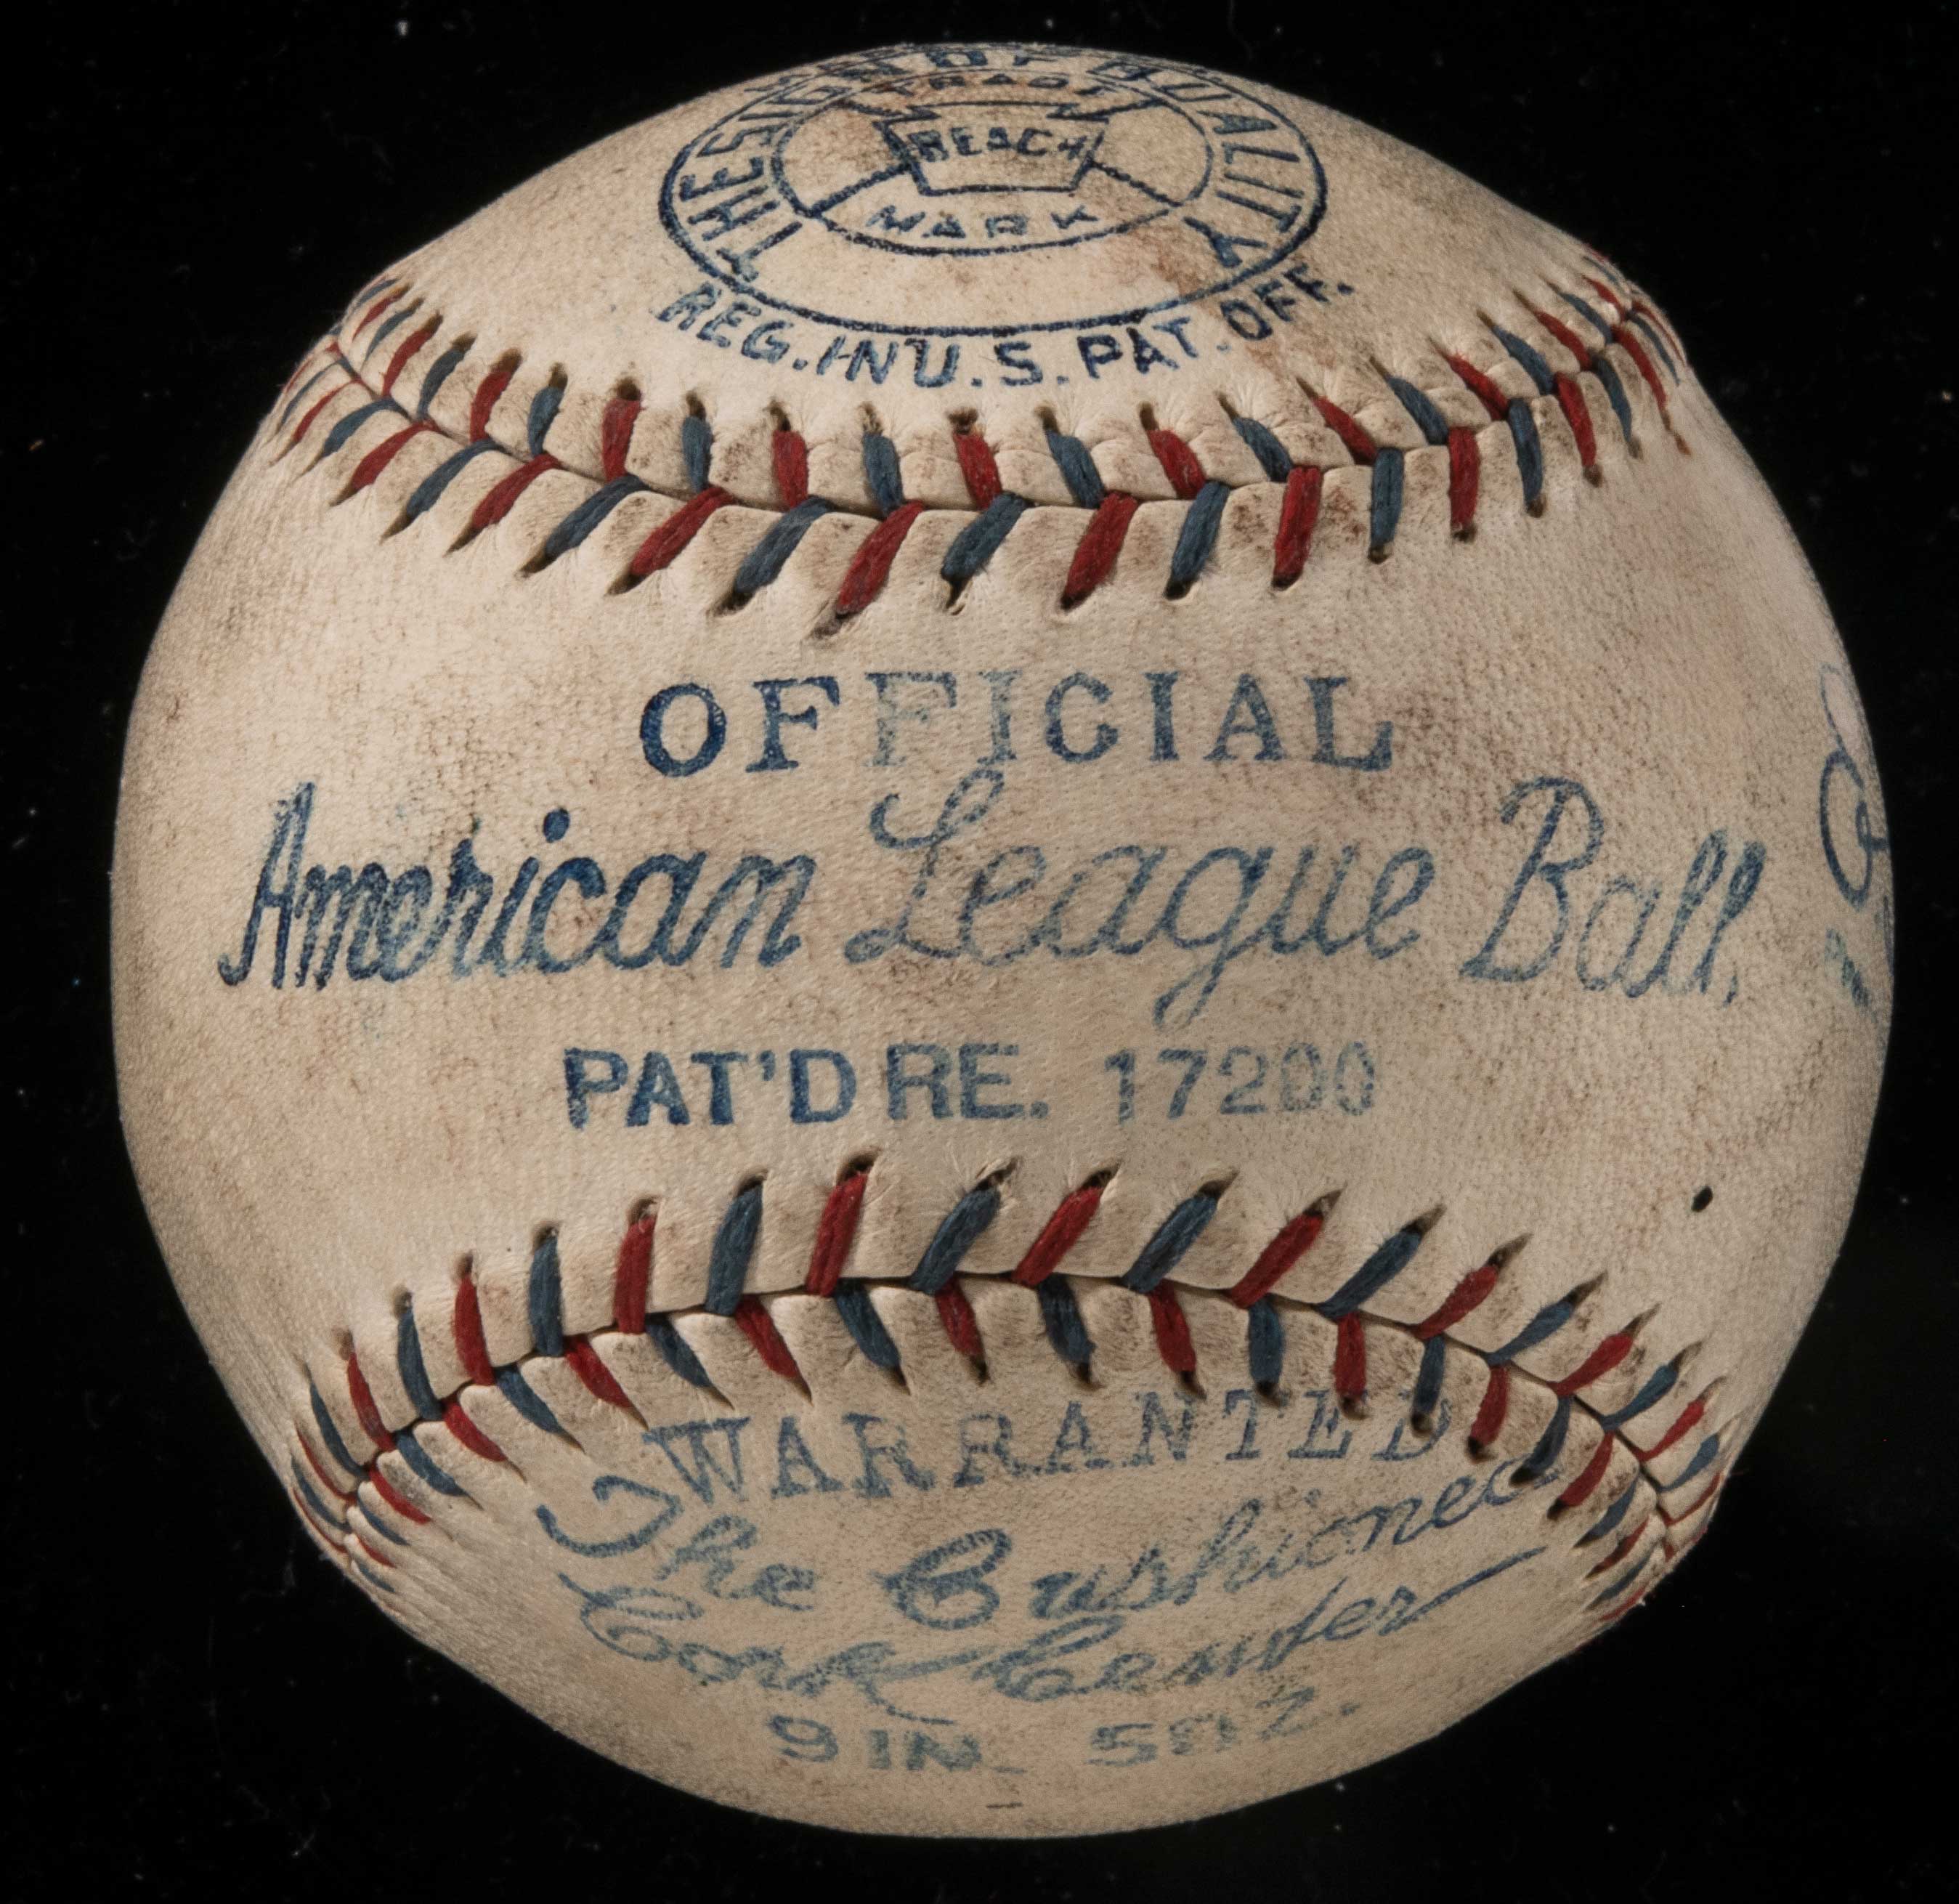 THE SIGN OF QUALITY
TRADE
REACH
MARK
REG. IN U.S. PAT. OFF.
OFFICIAL
American League Ball.
PAT'D RE. 17200
WARRANTED
The Cushioned
Cork Center
9 IN. 5 OZ.